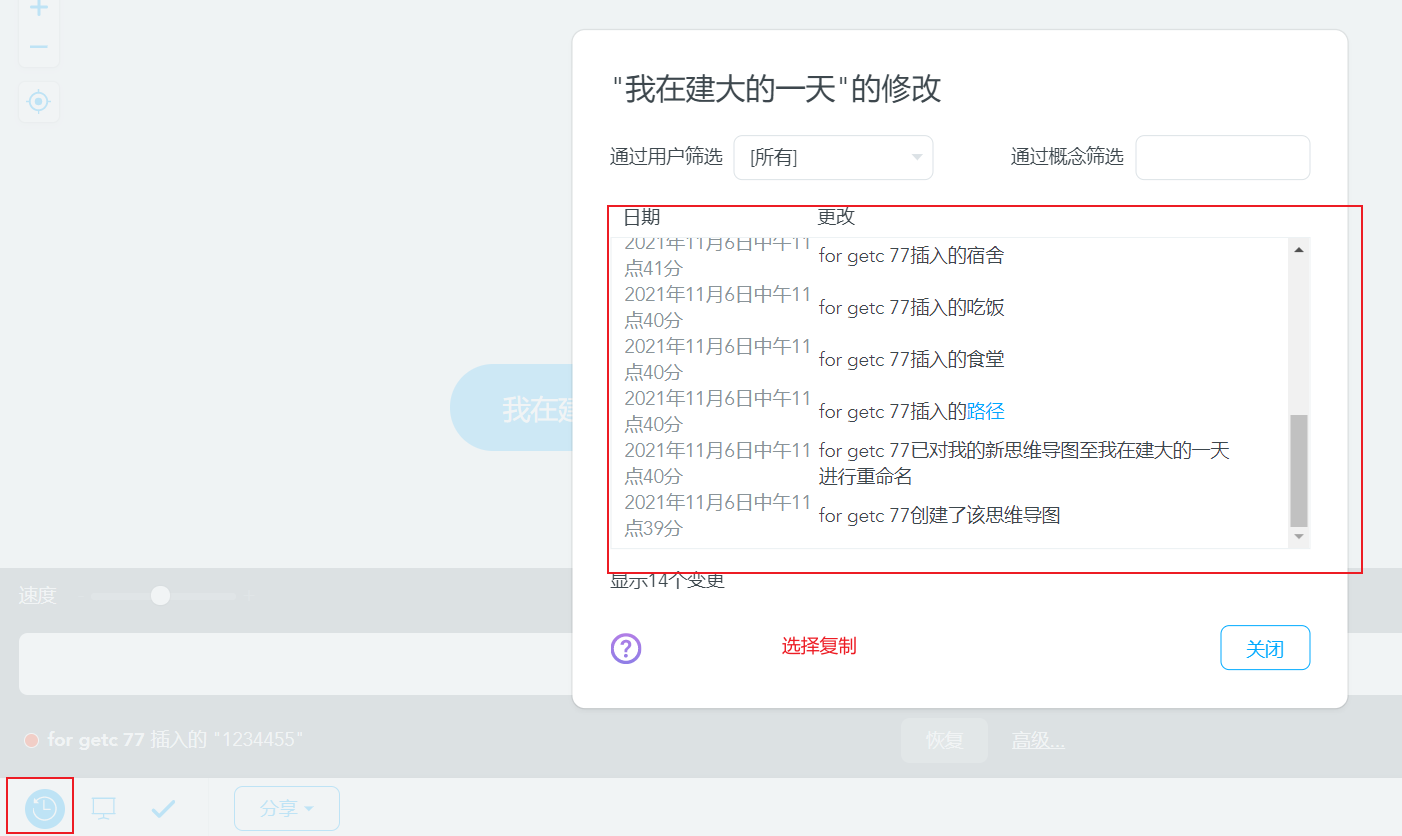 "我在建大的一天"的修改
通过用户筛选 [所有] 通过概念筛选
日期 更改
2021年11月6日中午11
点41分
for getc 77插入的宿舍
2021年11月6日中午11
点40分
for getc 77插入的吃饭
2021年11月6日中午11
点40分
for getc 77插入的食堂
2021年11月6日中午11
点40分
for getc 77插入的路径
2021年11月6日中午11
点40分
for getc 77已对我的新思维导图至我在建大的一天
进行重命名
2021年11月6日中午11
点39分
for getc 77创建了该思维导图
我在建
显示14个变更
速度
?
选择复制
关闭
for getc 77 插入的 "1234455"
恢复
高级...
分享